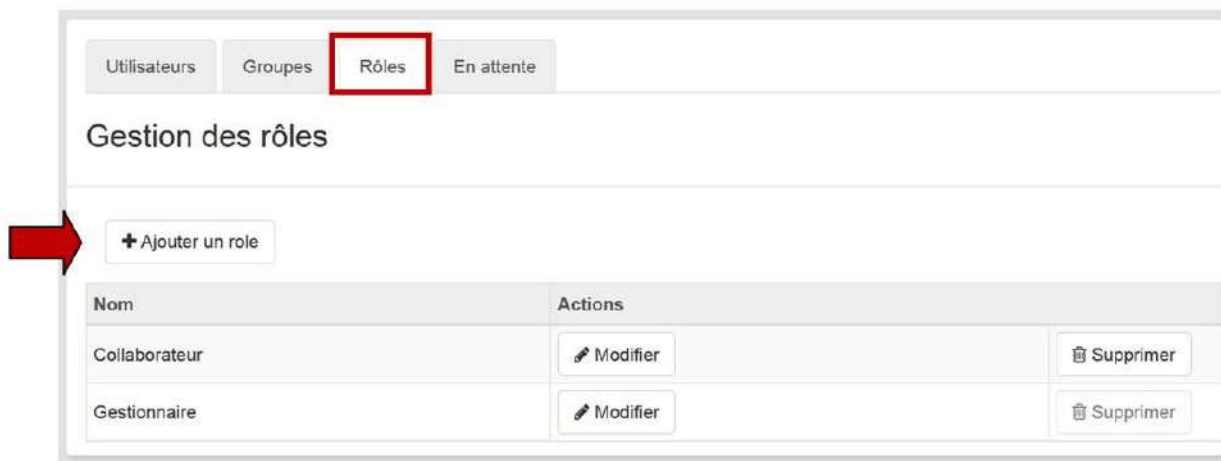 Utilisateurs Groupes Rôles En attente
Gestion des rôles
Ajouter un role
Nom Actions
Collaborateur Modifier Supprimer
Gestionnaire Modifier Supprimer